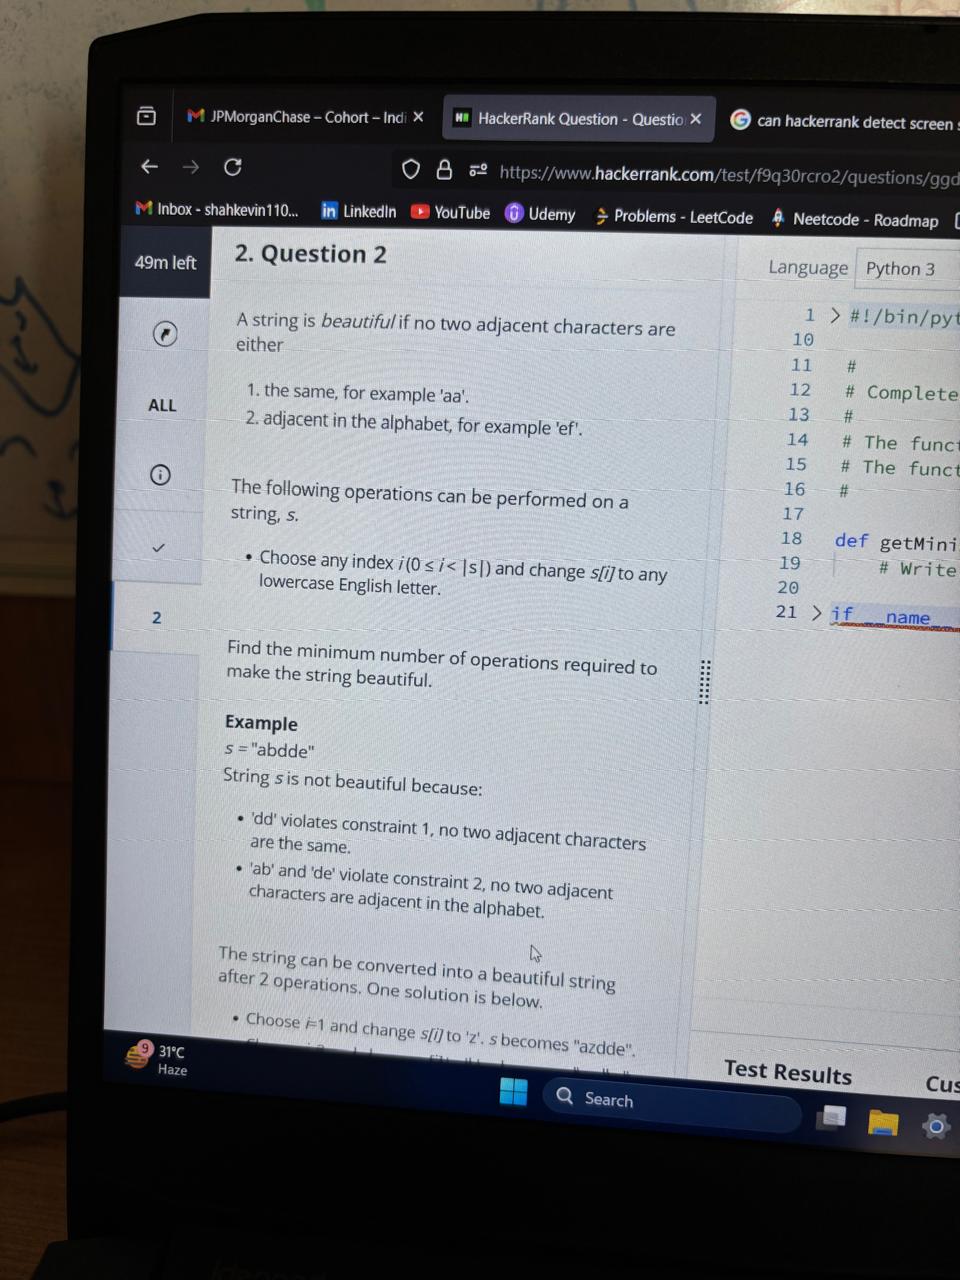 JPMorganChase – Cohort – Indi
HackerRank Question - Questio
can hackerrank detect screen s
https://www.hackerrank.com/test/f9q30rcro2/questions/ggd
Inbox - shahkevin110... LinkedIn YouTube Udemy Problems - LeetCode Neetcode - Roadmap
49m left
ALL
2
2. Question 2
A string is beautiful if no two adjacent characters are
either
1. the same, for example 'aa'.
2. adjacent in the alphabet, for example 'ef'.
The following operations can be performed on a
string, s.
• Choose any index i (0 ≤ i < |s|) and change s[i] to any
lowercase English letter.
Find the minimum number of operations required to
make the string beautiful.
Example
s = "abdde"
String s is not beautiful because:
• 'dd' violates constraint 1, no two adjacent characters
are the same.
• 'ab' and 'de' violate constraint 2, no two adjacent
characters are adjacent in the alphabet.
The string can be converted into a beautiful string
after 2 operations. One solution is below.
• Choose i=1 and change s[i] to 'z'. s becomes "azdde".
Language Python 3
1 #!/bin/pyt
10
11 #
12 # Complete
13 #
14 # The funct
15 # The funct
16 #
17
18 def getMini
19 # Write
20
21 if __name__
Test Results Cus
9
31°C
Haze
Search